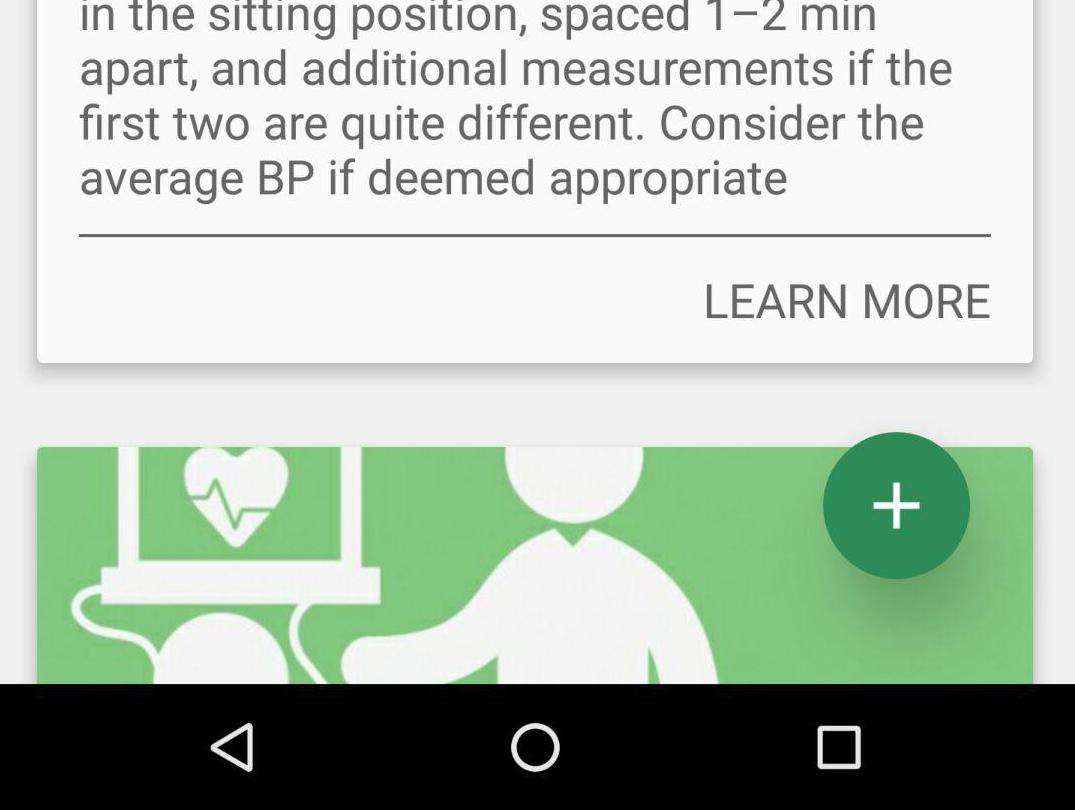 in the sitting position, spaced 1–2 min
apart, and additional measurements if the
first two are quite different. Consider the
average BP if deemed appropriate
LEARN MORE